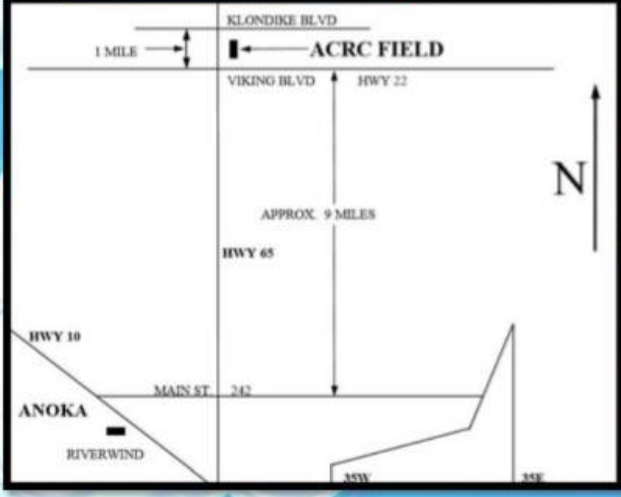 KLONDIKE BLVD
1 MILE
ACRC FIELD
VIKING BLVD HWY 22
N
APPROX. 9 MILES
HWY 65
HWY 10
MAIN ST. 242
ANOKA
RIVERWIND
35W 35E